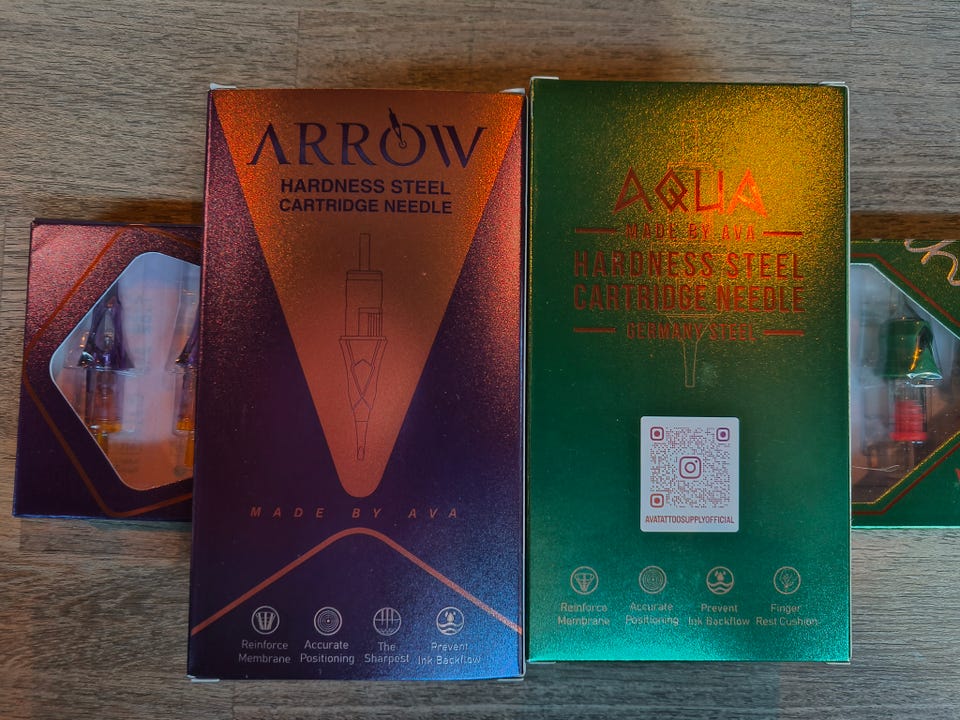 ARROW
HARDNESS STEEL
CARTRIDGE NEEDLE
MADE BY AVA
Reinforce
Membrane
Accurate
Positioning
The
Sharpest
Prevent
Ink Backflow
AQUA
MADE BY AVA
HARDNESS STEEL
CARTRIDGE NEEDLE
GERMANY STEEL
AVATATTOOSUPPLYOFFICIAL
Reinforce
Membrane
Accurate
Positioning
Prevent
Ink Backflow
Finger
Rest Cushion